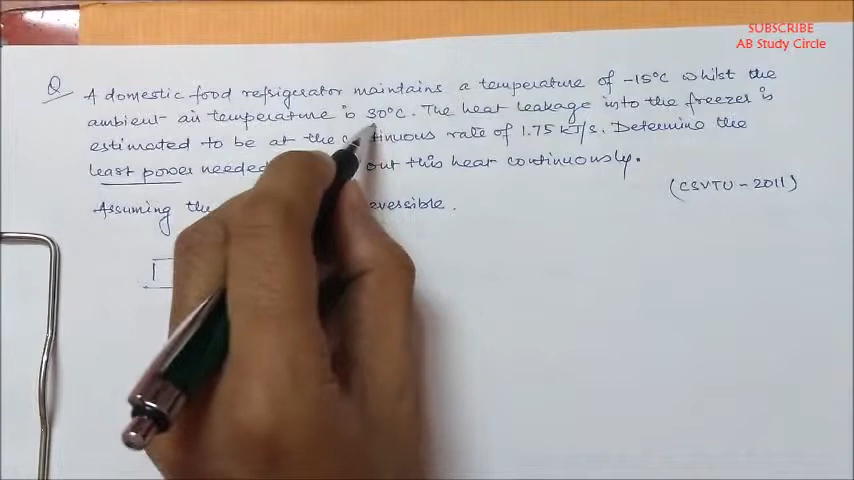 SUBSCRIBE
AB Study Circle
Q A domestic food refrigerator maintains a temperature of -15°C whilst the
ambient air temperature is 30°C. The heat leakage into the freezer is
estimated to be at the continuous rate of 1.75 kJ/s. Determine the
least power needed out this heat continuously.
(CSVTU - 2011)
Assuming the reversible.